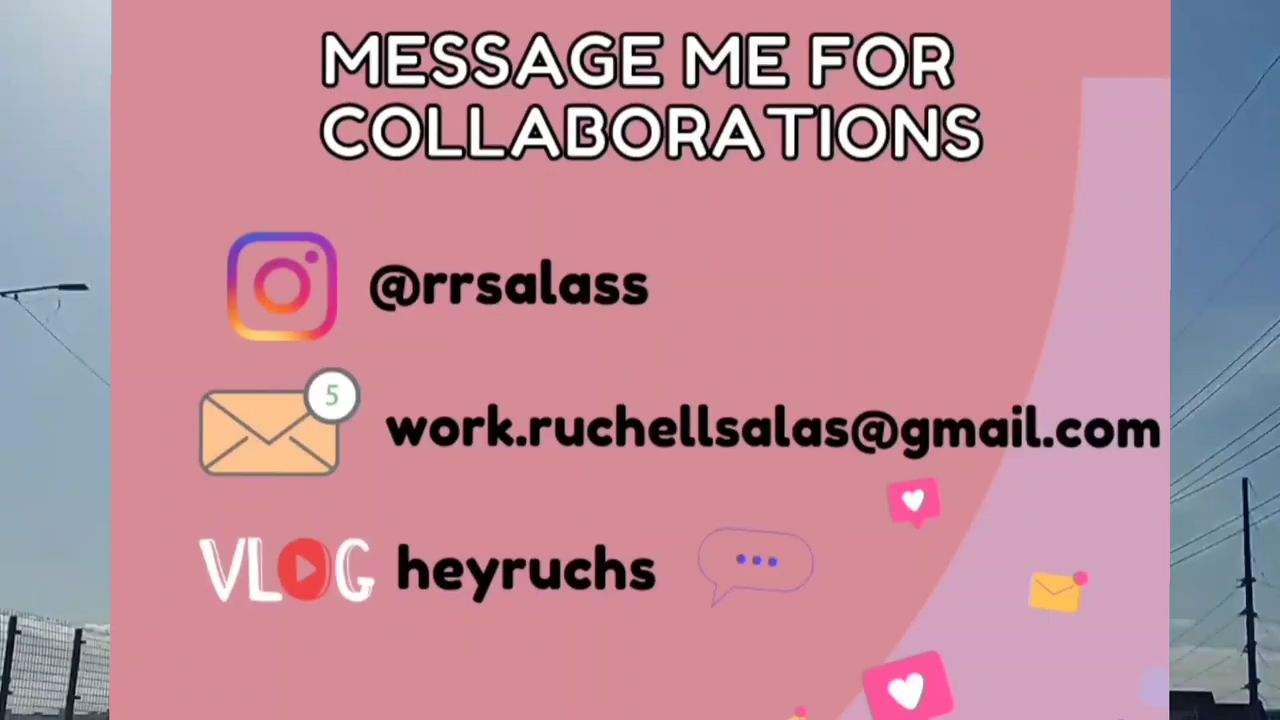 MESSAGE ME FOR
COLLABORATIONS
@rrsalass
5
work.ruchellsalas@gmail.com
VLOG heyruchs